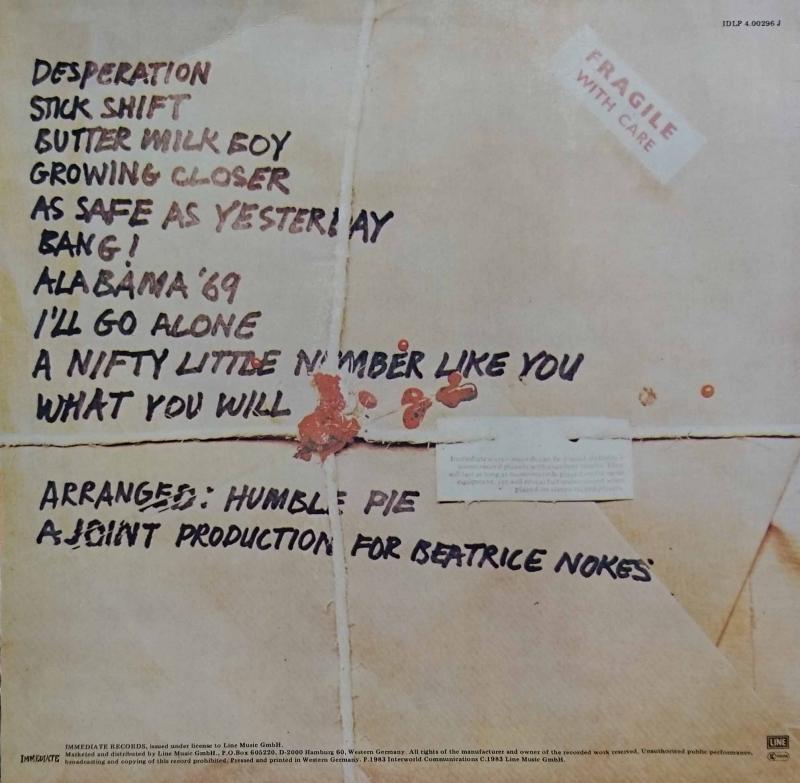 IDLP 4.00296 J
FRAGILE
WITH CARE
DESPERATION
STICK SHIFT
BUTTER MILK BOY
GROWING CLOSER
AS SAFE AS YESTERDAY
BANG!
ALABAMA '69
I'LL GO ALONE
A NIFTY LITTLE NUMBER LIKE YOU
WHAT YOU WILL
ARRANGED: HUMBLE PIE
A JOINT PRODUCTION FOR BEATRICE NOKES
IMMEDIATE
IMMEDIATE RECORDS, issued under license to Line Music GmbH.
Marketed and distributed by Line Music GmbH., P.O.Box 605220, D-2000 Hamburg 60, Western Germany. All rights of the manufacturer and owner of the recorded work reserved. Unauthorized public performance,
broadcasting and copying of this record prohibited. Pressed and printed in Western Germany. P.1983 Interworld Communications C.1983 Line Music GmbH.
LINE